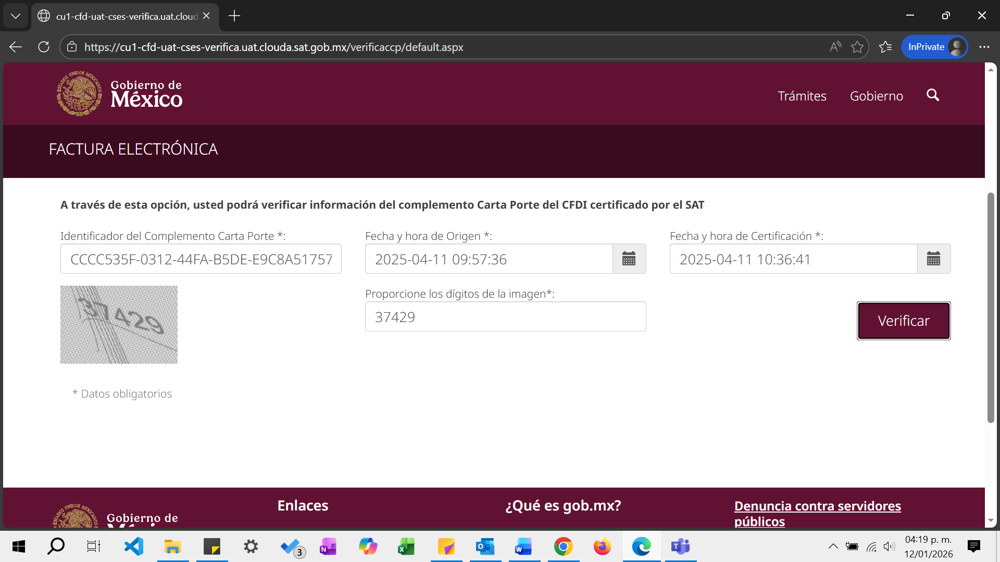 cu1-cfd-uat-cses-verifica.uat.cloud
https://cu1-cfd-uat-cses-verifica.uat.clouda.sat.gob.mx/verificaccp/default.aspx
InPrivate
ESTADOS UNIDOS MEXICANOS
Gobierno de
México
Trámites
Gobierno
FACTURA ELECTRÓNICA
A través de esta opción, usted podrá verificar información del complemento Carta Porte del CFDI certificado por el SAT
Identificador del Complemento Carta Porte *:
Fecha y hora de Origen *:
Fecha y hora de Certificación *:
CCCC535F-0312-44FA-B5DE-E9C8A51757
2025-04-11 09:57:36
2025-04-11 10:36:41
37429
Proporcione los dígitos de la imagen*:
37429
Verificar
* Datos obligatorios
UNIDOS MEXICANOS
Gobierno de
Enlaces
¿Qué es gob.mx?
Denuncia contra servidores
públicos
3
04:19 p. m.
12/01/2026